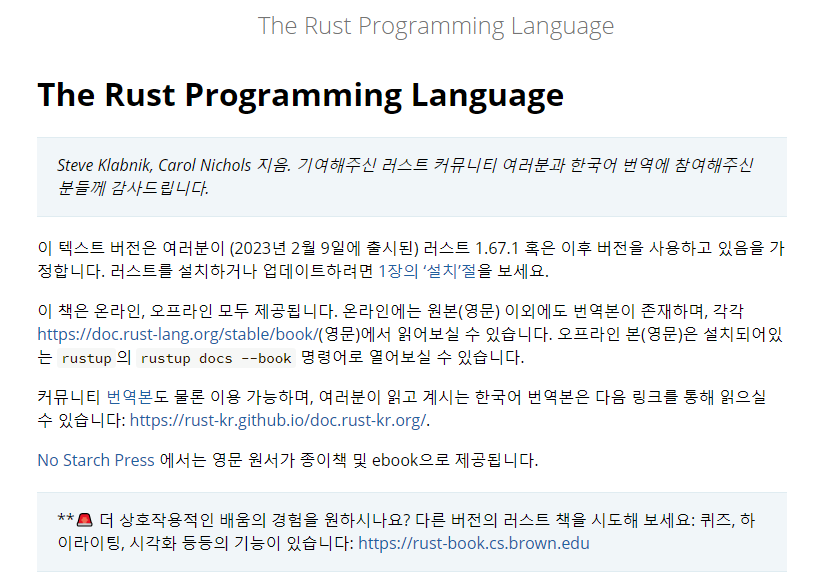 The Rust Programming Language
The Rust Programming Language
Steve Klabnik, Carol Nichols 지음. 기여해주신 러스트 커뮤니티 여러분과 한국어 번역에 참여해주신
분들께 감사드립니다.
이 텍스트 버전은 여러분이 (2023년 2월 9일에 출시된) 러스트 1.67.1 혹은 이후 버전을 사용하고 있음을 가
정합니다. 러스트를 설치하거나 업데이트하려면 1장의 ‘설치’절을 보세요.
이 책은 온라인, 오프라인 모두 제공됩니다. 온라인에는 원본(영문) 이외에도 번역본이 존재하며, 각각
https://doc.rust-lang.org/stable/book/(영문)에서 읽어보실 수 있습니다. 오프라인 본(영문)은 설치되어있
는 rustup 의 rustup docs --book 명령어로 열어보실 수 있습니다.
커뮤니티 번역본도 물론 이용 가능하며, 여러분이 읽고 계시는 한국어 번역본은 다음 링크를 통해 읽으실
수 있습니다: https://rust-kr.github.io/doc.rust-kr.org/.
No Starch Press 에서는 영문 원서가 종이책 및 ebook으로 제공됩니다.
**🚨 더 상호작용적인 배움의 경험을 원하시나요? 다른 버전의 러스트 책을 시도해 보세요: 퀴즈, 하
이라이팅, 시각화 등등의 기능이 있습니다: https://rust-book.cs.brown.edu